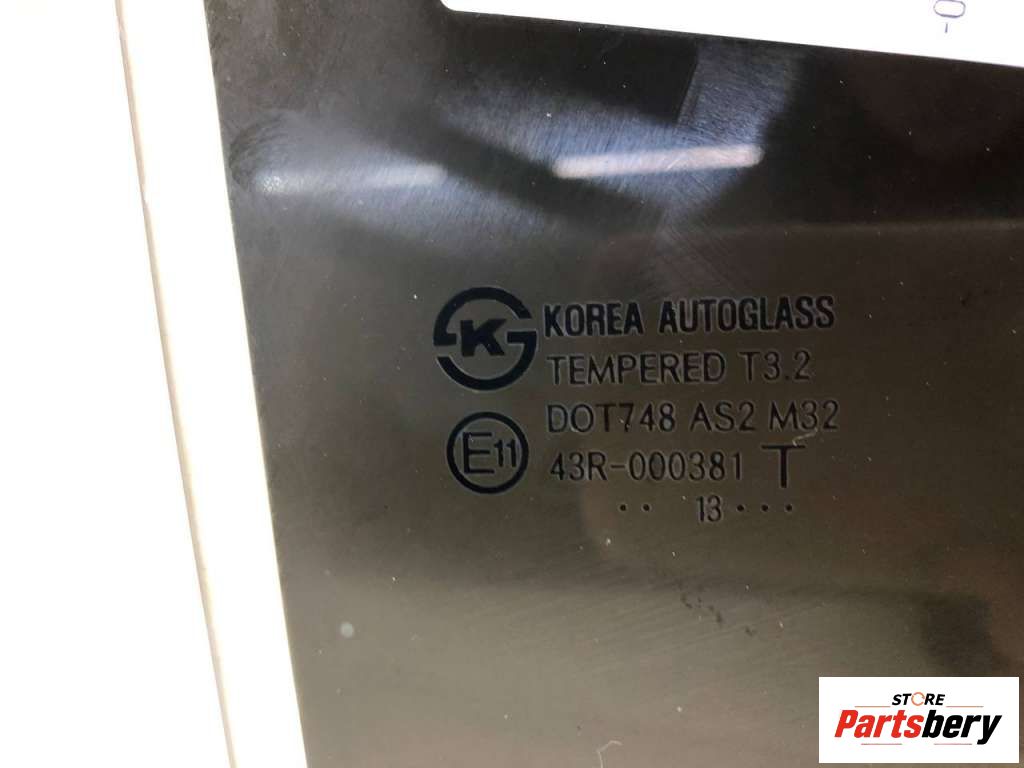 KOREA AUTOGLASS
TEMPERED T3.2
DOT748 AS2 M32
E11 43R-000381 T
·· 13 ···
STORE
Partsbery